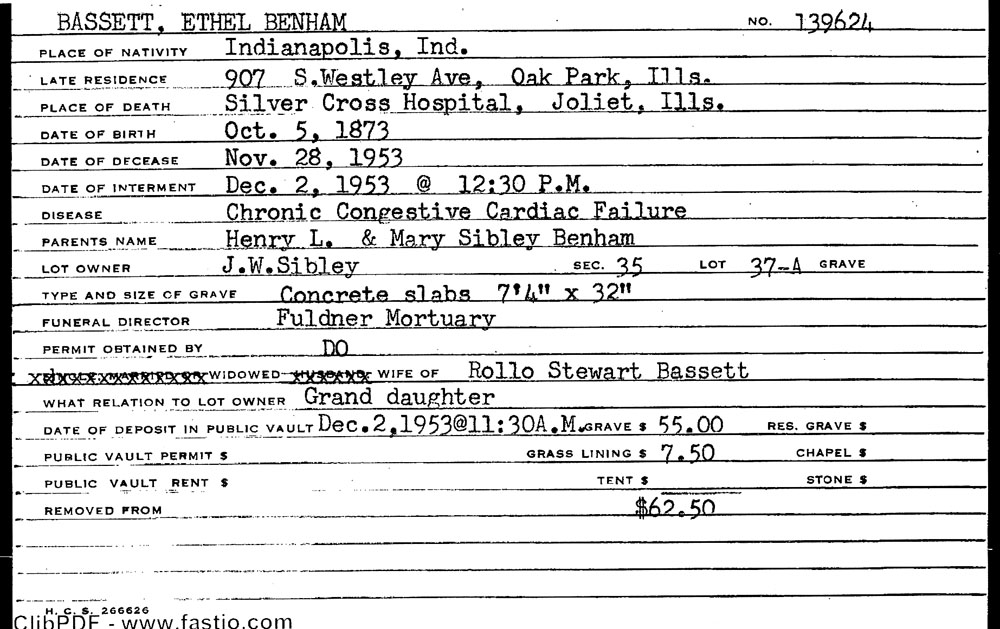 BASSETT, ETHEL BENHAM NO. 139624
PLACE OF NATIVITY Indianapolis, Ind.
LATE RESIDENCE 907 S.Westley Ave, Oak Park, Ills.
PLACE OF DEATH Silver Cross Hospital, Joliet, Ills.
DATE OF BIRTH Oct. 5, 1873
DATE OF DECEASE Nov. 28, 1953
DATE OF INTERMENT Dec. 2, 1953 @ 12:30 P.M.
DISEASE Chronic Congestive Cardiac Failure
PARENTS NAME Henry L. & Mary Sibley Benham
LOT OWNER J.W.Sibley SEC. 35 LOT 37-A GRAVE
TYPE AND SIZE OF GRAVE Concrete slabs 7'4" x 32"
FUNERAL DIRECTOR Fuldner Mortuary
PERMIT OBTAINED BY DO
WIDOWED HUSBAND WIFE OF Rollo Stewart Bassett
WHAT RELATION TO LOT OWNER Grand daughter
DATE OF DEPOSIT IN PUBLIC VAULT Dec.2,1953@11:30A.M. GRAVE $ 55.00 RES. GRAVE $
PUBLIC VAULT PERMIT $ GRASS LINING $ 7.50 CHAPEL $
PUBLIC VAULT RENT $ TENT $ STONE $
REMOVED FROM $62.50
H. C. S. 266626
ClibPDF - www.fastio.com